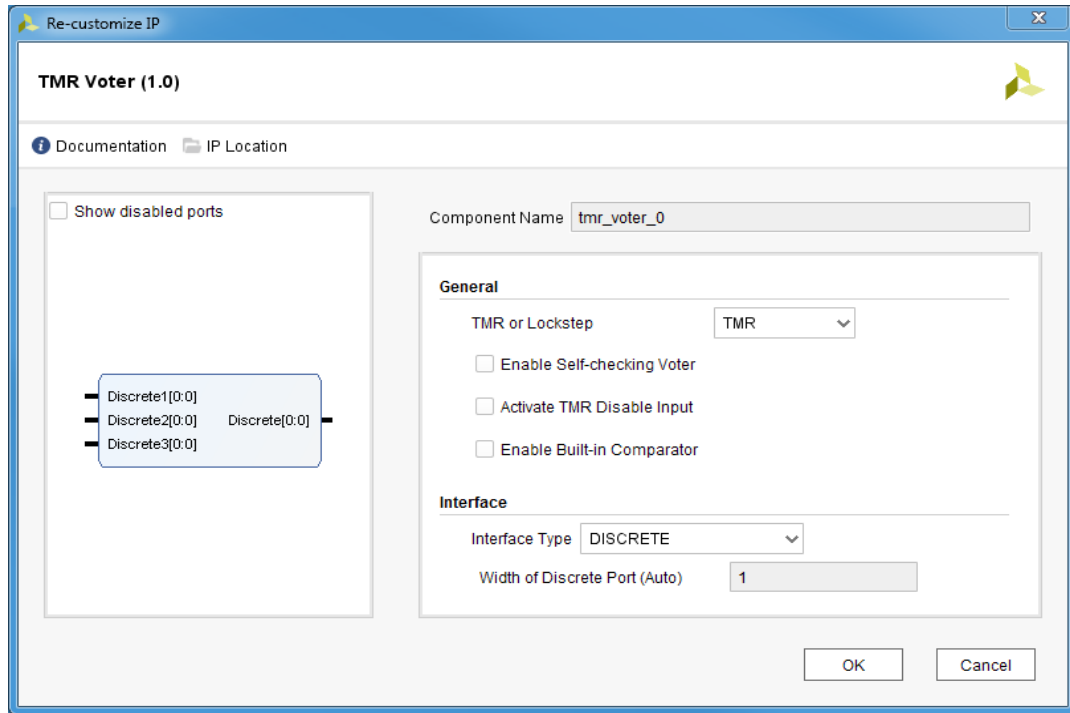 Re-customize IP
TMR Voter (1.0)
Documentation IP Location
Show disabled ports
Discrete1[0:0]
Discrete2[0:0] Discrete[0:0]
Discrete3[0:0]
Component Name tmr_voter_0
General
TMR or Lockstep TMR
Enable Self-checking Voter
Activate TMR Disable Input
Enable Built-in Comparator
Interface
Interface Type DISCRETE
Width of Discrete Port (Auto) 1
OK Cancel